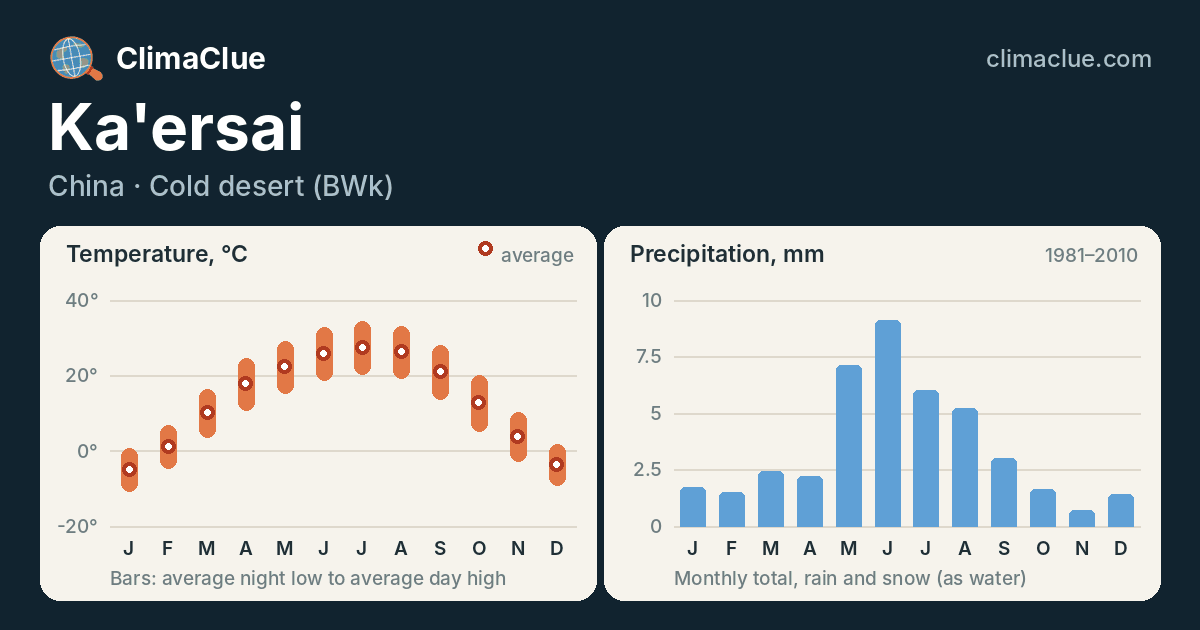 ClimaClue
climaclue.com
Ka'ersai
China · Cold desert (BWk)
Temperature, °C
average
40°
20°
0°
-20°
J F M A M J J A S O N D
Bars: average night low to average day high
Precipitation, mm
1981–2010
10
7.5
5
2.5
0
J F M A M J J A S O N D
Monthly total, rain and snow (as water)